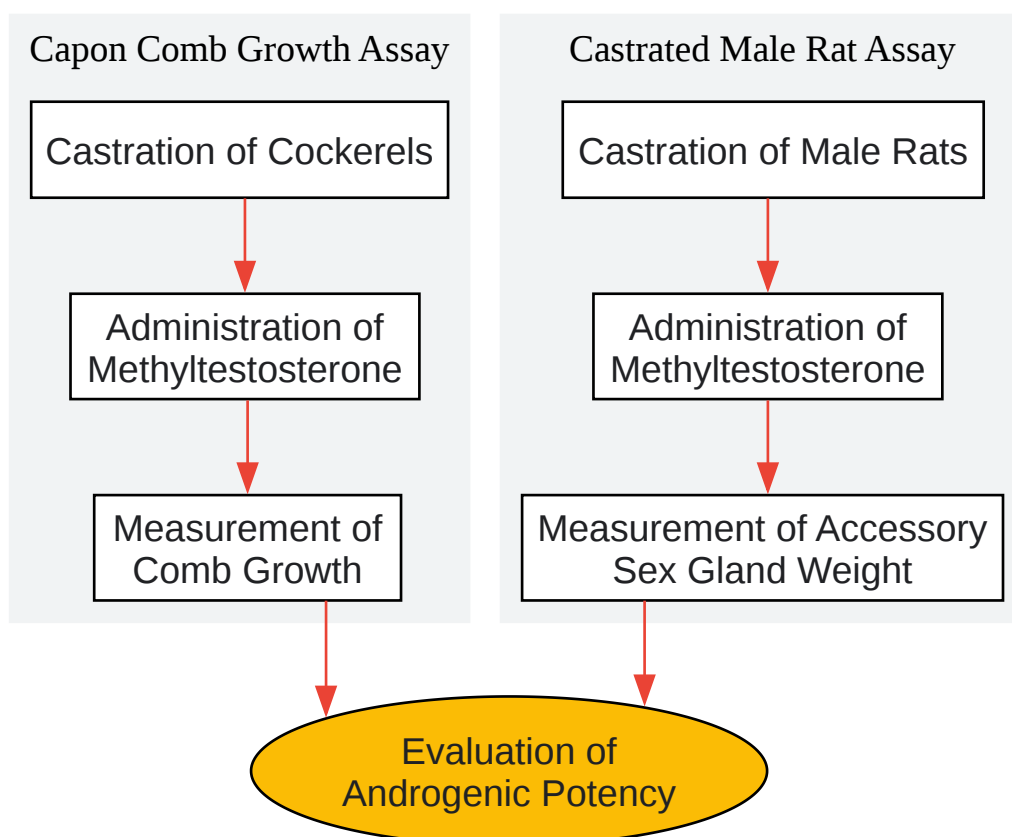 Capon Comb Growth Assay
Castration of Cockerels
Administration of
Methyltestosterone
Measurement of
Comb Growth
Castrated Male Rat Assay
Castration of Male Rats
Administration of
Methyltestosterone
Measurement of Accessory
Sex Gland Weight
Evaluation of
Androgenic Potency